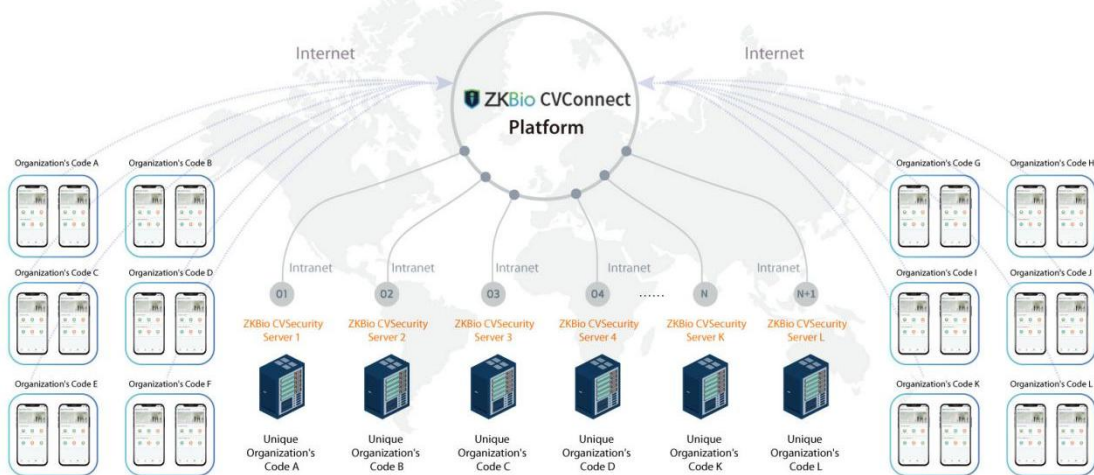 Internet
Internet
ZKBio CVConnect
Platform
Organization's Code A
Organization's Code B
Organization's Code G
Organization's Code H
Organization's Code C
Organization's Code D
Organization's Code I
Organization's Code J
Organization's Code E
Organization's Code F
Organization's Code K
Organization's Code L
Intranet
Intranet
Intranet
Intranet
Intranet
01
02
03
04
......
N
N+1
ZKBio CVSecurity
Server 1
ZKBio CVSecurity
Server 2
ZKBio CVSecurity
Server 3
ZKBio CVSecurity
Server 4
ZKBio CVSecurity
Server K
ZKBio CVSecurity
Server L
Unique
Organization's
Code A
Unique
Organization's
Code B
Unique
Organization's
Code C
Unique
Organization's
Code D
Unique
Organization's
Code K
Unique
Organization's
Code L